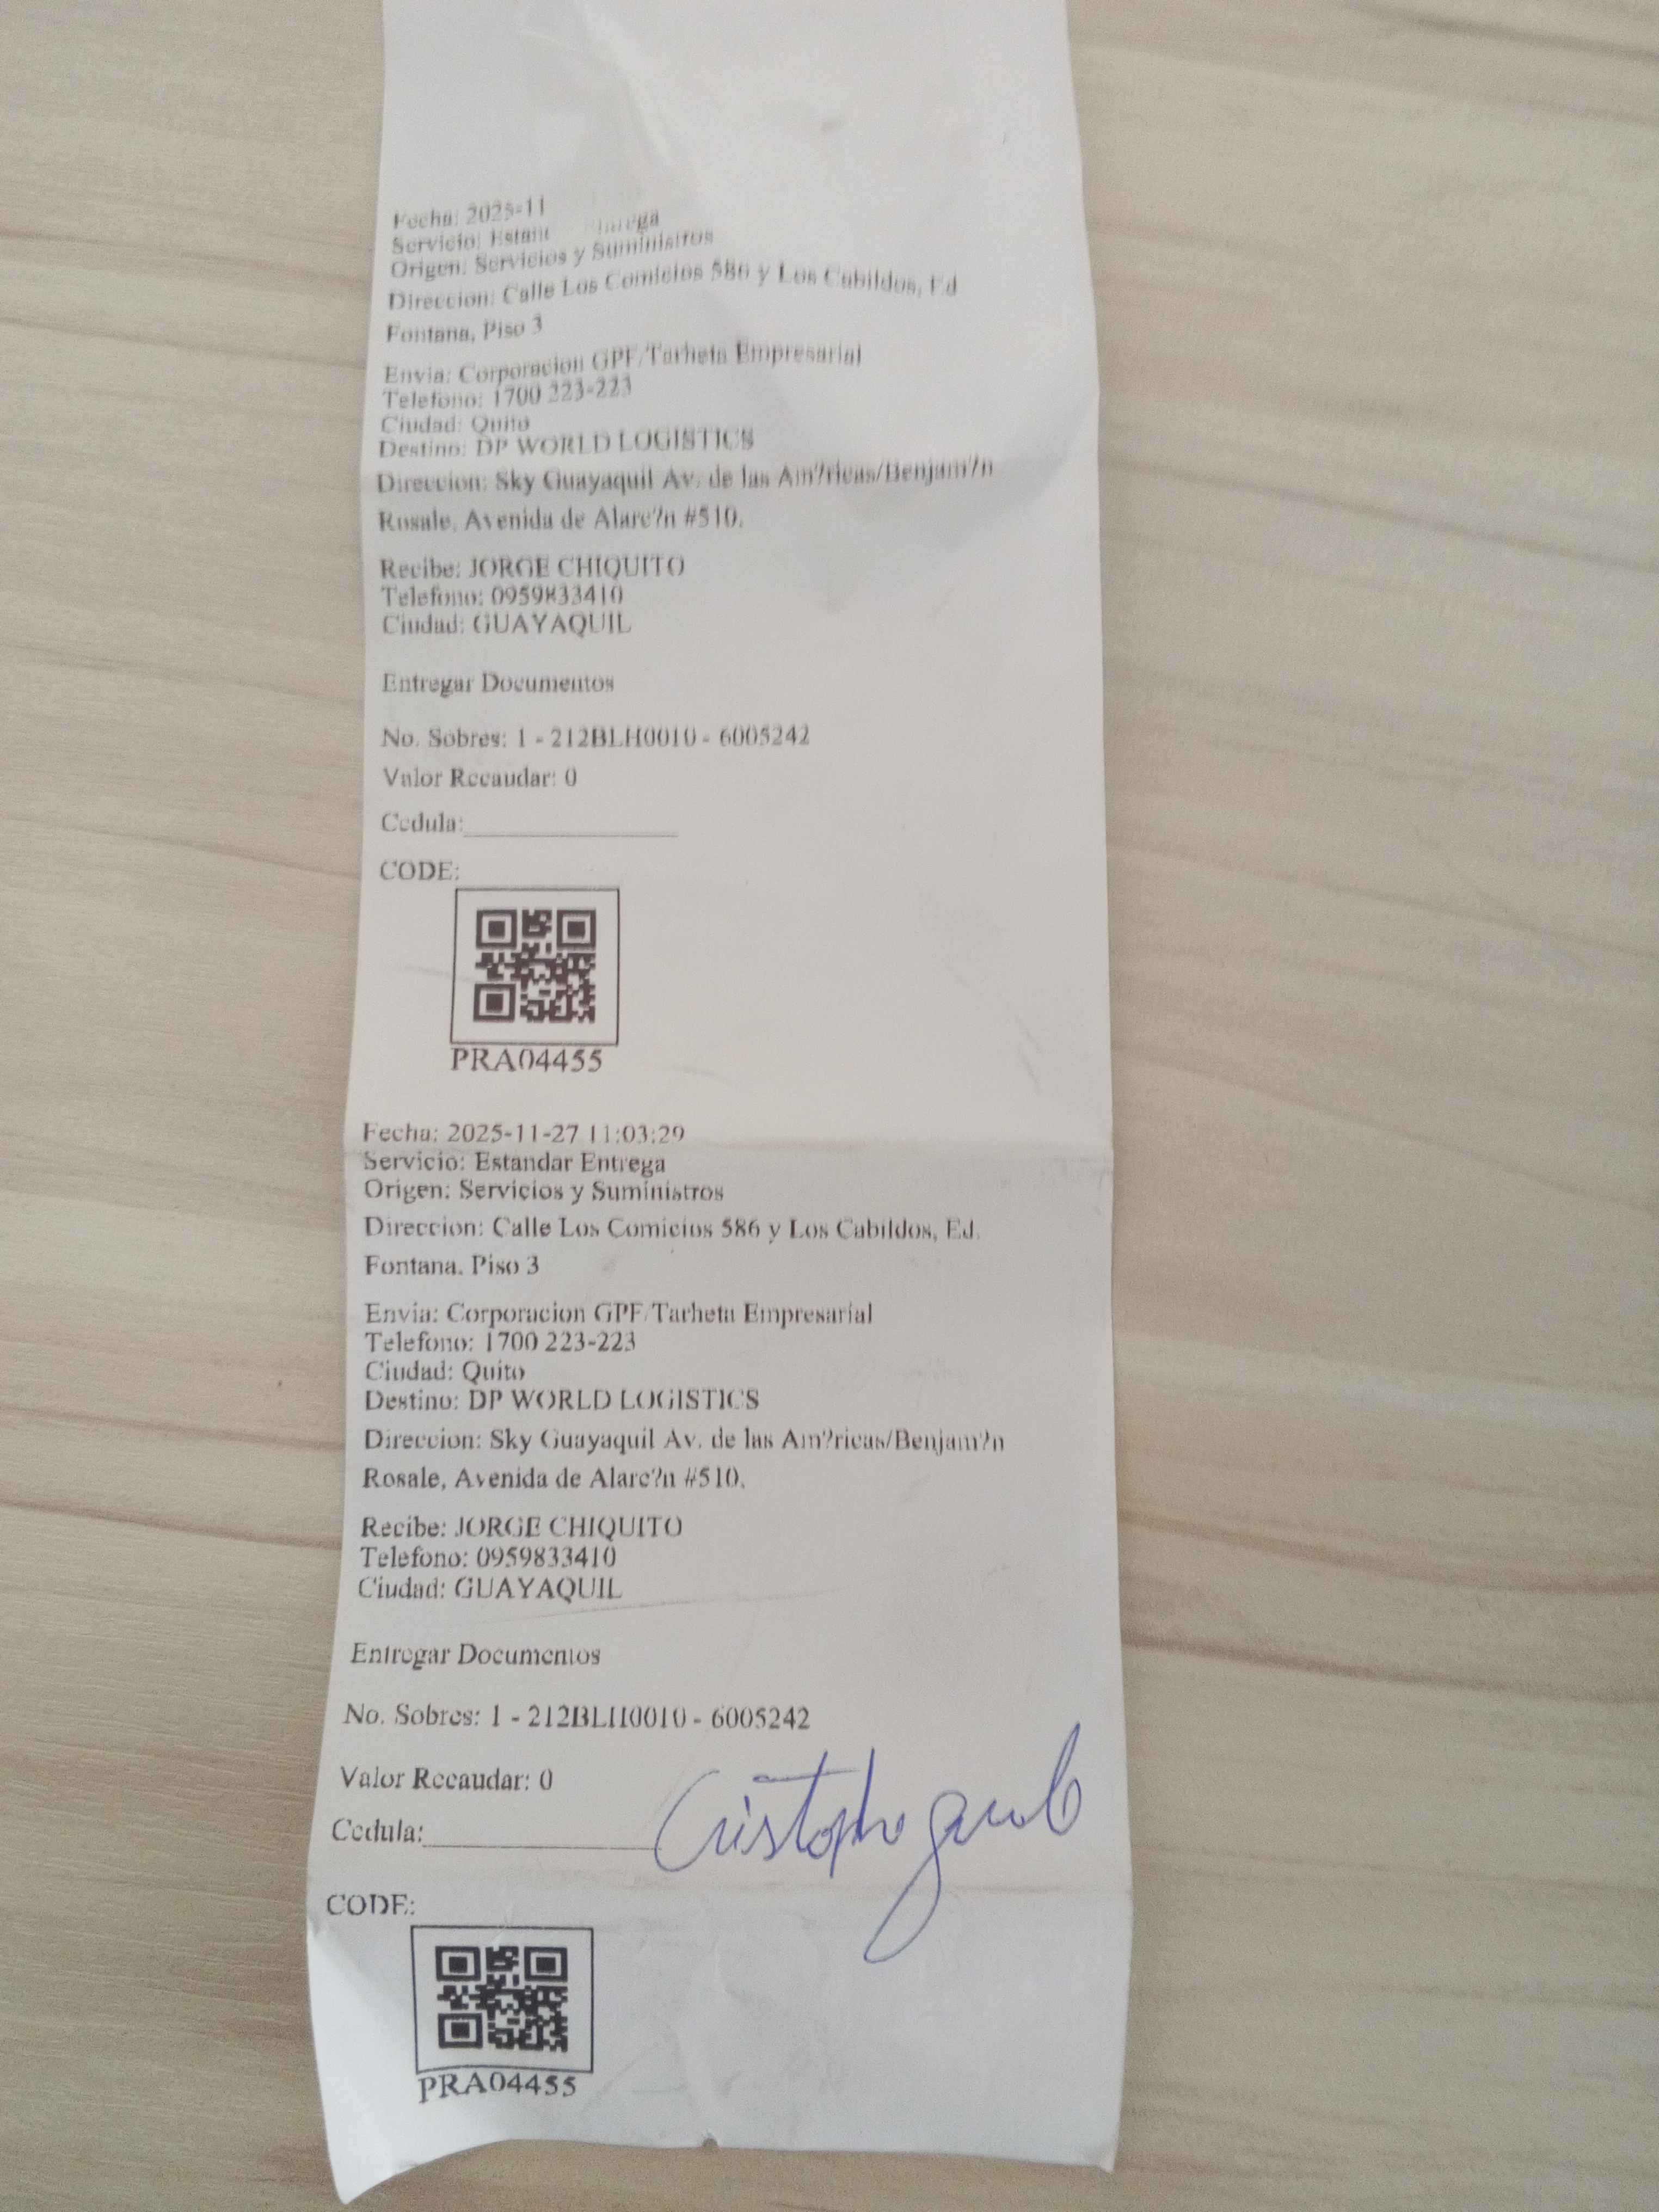 Fecha: 2025-11
Servicio: Estan
Origen: Servicios y Suministros
Direccion: Calle Los Comicios 586 y Los Cabildos, Ed
Fontana, Piso 3
Envia: Corporacion GPF/Tarheta Empresarial
Telefono: 1700 223-223
Ciudad: Quito
Destino: DP WORLD LOGISTICS
Direccion: Sky Guayaquil Av. de las Am?ricas/Benjam?n
Rosale, Avenida de Alarc?n #510.
Recibe: JORGE CHIQUITO
Telefono: 0959833410
Ciudad: GUAYAQUIL
Entregar Documentos
No. Sobres: 1 - 212BLH0010 - 6005242
Valor Recaudar: 0
Cedula:
CODE:
PRA04455
Fecha: 2025-11-27 11:03:29
Servicio: Estandar Entrega
Origen: Servicios y Suministros
Direccion: Calle Los Comicios 586 y Los Cabildos, Ed.
Fontana. Piso 3
Envia: Corporacion GPF/Tarheta Empresarial
Telefono: 1700 223-223
Ciudad: Quito
Destino: DP WORLD LOGISTICS
Direccion: Sky Guayaquil Av. de las Am?ricas/Benjam?n
Rosale, Avenida de Alarc?n #510.
Recibe: JORGE CHIQUITO
Telefono: 0959833410
Ciudad: GUAYAQUIL
Entregar Documentos
No. Sobres: 1 - 212BLH0010 - 6005242
Valor Recaudar: 0
Cedula:
CODE:
PRA04455